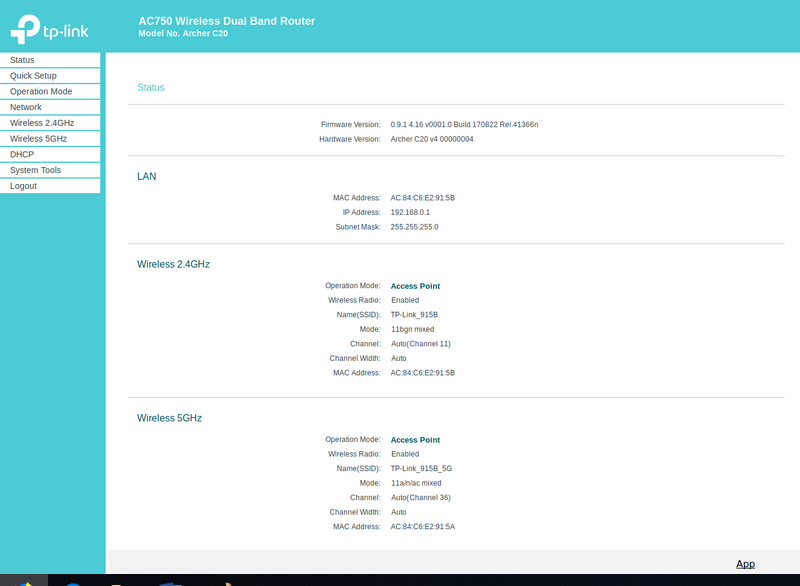 tp-link
AC750 Wireless Dual Band Router
Model No. Archer C20
Status
Quick Setup
Operation Mode
Network
Wireless 2.4GHz
Wireless 5GHz
DHCP
System Tools
Logout
Status
Firmware Version: 0.9.1 4.16 v0001.0 Build 170822 Rel.41366n
Hardware Version: Archer C20 v4 00000004
LAN
MAC Address: AC:84:C6:E2:91:5B
IP Address: 192.168.0.1
Subnet Mask: 255.255.255.0
Wireless 2.4GHz
Operation Mode: Access Point
Wireless Radio: Enabled
Name(SSID): TP-Link_915B
Mode: 11bgn mixed
Channel: Auto(Channel 11)
Channel Width: Auto
MAC Address: AC:84:C6:E2:91:5B
Wireless 5GHz
Operation Mode: Access Point
Wireless Radio: Enabled
Name(SSID): TP-Link_915B_5G
Mode: 11a/n/ac mixed
Channel: Auto(Channel 36)
Channel Width: Auto
MAC Address: AC:84:C6:E2:91:5A
App